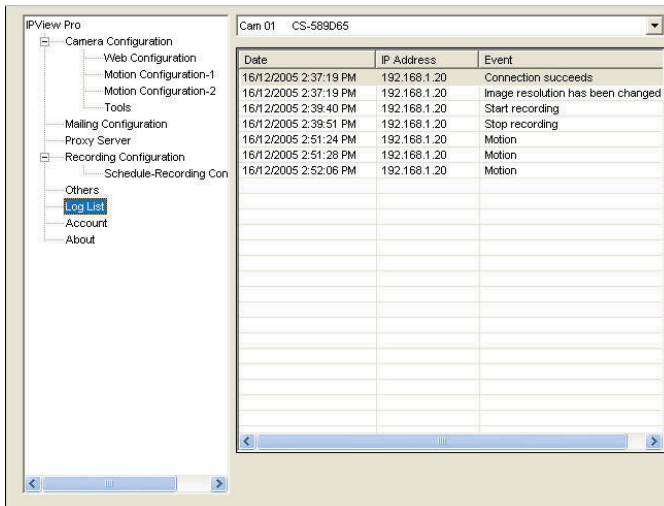 IPView Pro
Camera Configuration
Web Configuration
Motion Configuration-1
Motion Configuration-2
Tools
Mailing Configuration
Proxy Server
Recording Configuration
Schedule-Recording Con
Others
Log List
Account
About
Cam 01 CS-589D65
Date IP Address Event
16/12/2005 2:37:19 PM 192.168.1.20 Connection succeeds
16/12/2005 2:37:19 PM 192.168.1.20 Image resolution has been changed
16/12/2005 2:39:40 PM 192.168.1.20 Start recording
16/12/2005 2:39:51 PM 192.168.1.20 Stop recording
16/12/2005 2:51:24 PM 192.168.1.20 Motion
16/12/2005 2:51:28 PM 192.168.1.20 Motion
16/12/2005 2:52:06 PM 192.168.1.20 Motion